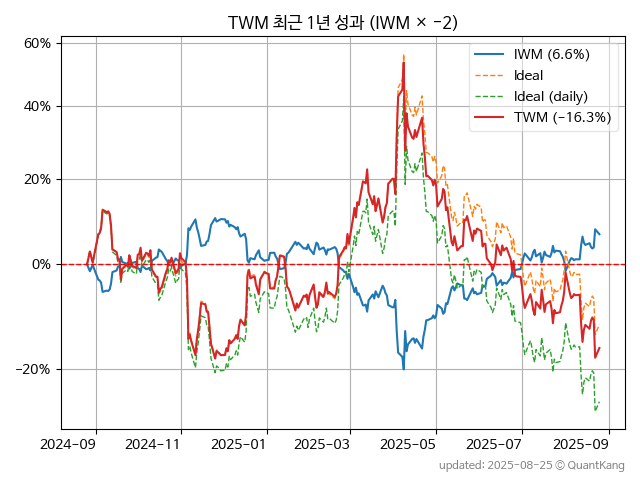 TWM 최근 1년 성과 (IWM × −2)
60%
40%
20%
0%
−20%
IWM (6.6%)
Ideal
Ideal (daily)
TWM (−16.3%)
2024-09
2024-11
2025-01
2025-03
2025-05
2025-07
2025-09
updated: 2025-08-25 © QuantKang